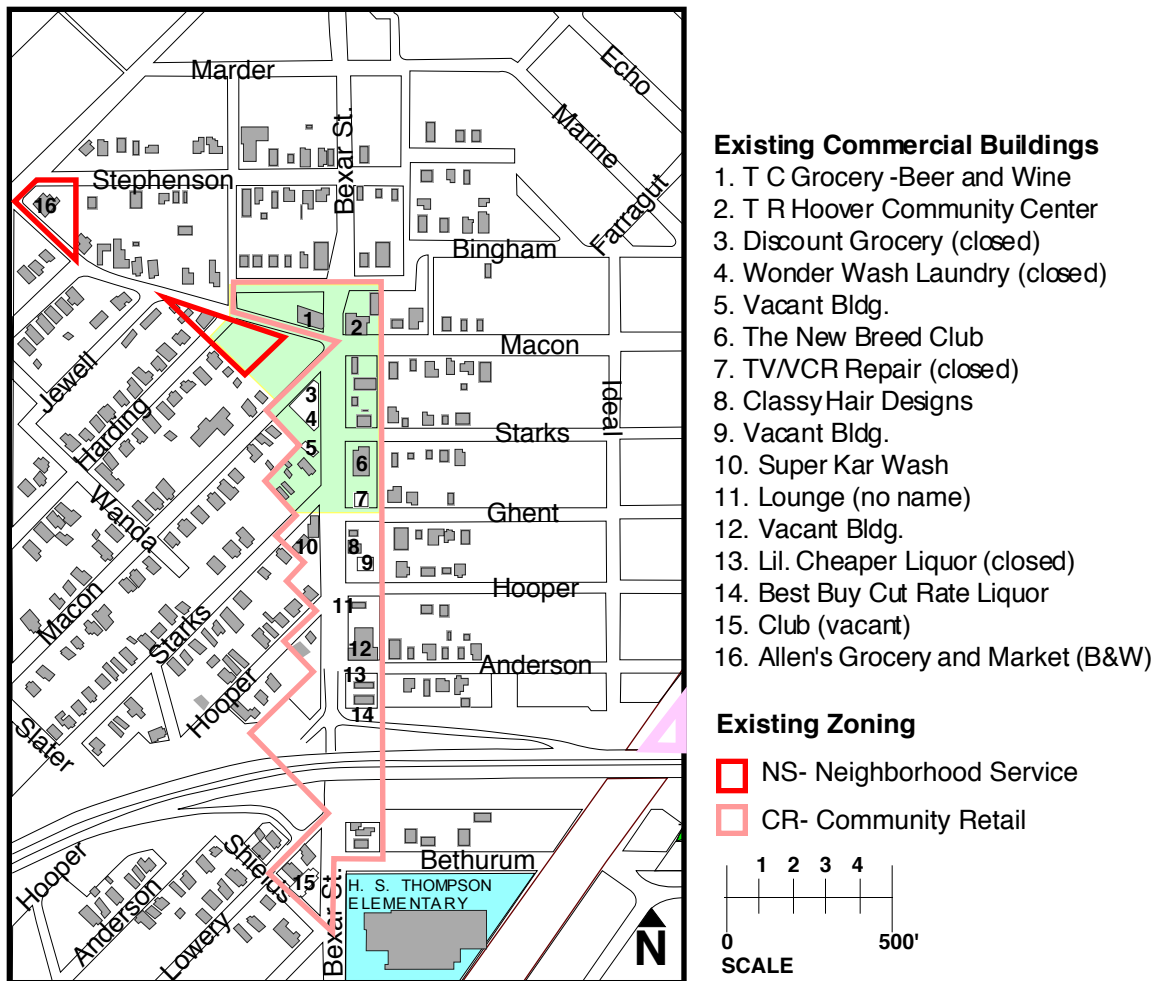 Marder
Echo
Bexar St.
Marine
Stephenson
Farragut
16
Bingham
1
2
Macon
Jewell
3
Ideal
4
Harding
Starks
5
6
7
Wanda
Ghent
10
8
9
Hooper
Macon
11
Starks
12
Anderson
13
Hooper
14
Slater
Shields
Bethurum
Hooper
15
H. S. THOMPSON
ELEMENTARY
Anderson
Bexar St.
Lowery
N
Existing Commercial Buildings
1. T C Grocery -Beer and Wine
2. T R Hoover Community Center
3. Discount Grocery (closed)
4. Wonder Wash Laundry (closed)
5. Vacant Bldg.
6. The New Breed Club
7. TV/VCR Repair (closed)
8. Classy Hair Designs
9. Vacant Bldg.
10. Super Kar Wash
11. Lounge (no name)
12. Vacant Bldg.
13. Lil. Cheaper Liquor (closed)
14. Best Buy Cut Rate Liquor
15. Club (vacant)
16. Allen's Grocery and Market (B&W)
Existing Zoning
NS- Neighborhood Service
CR- Community Retail
1 2 3 4
0 500'
SCALE